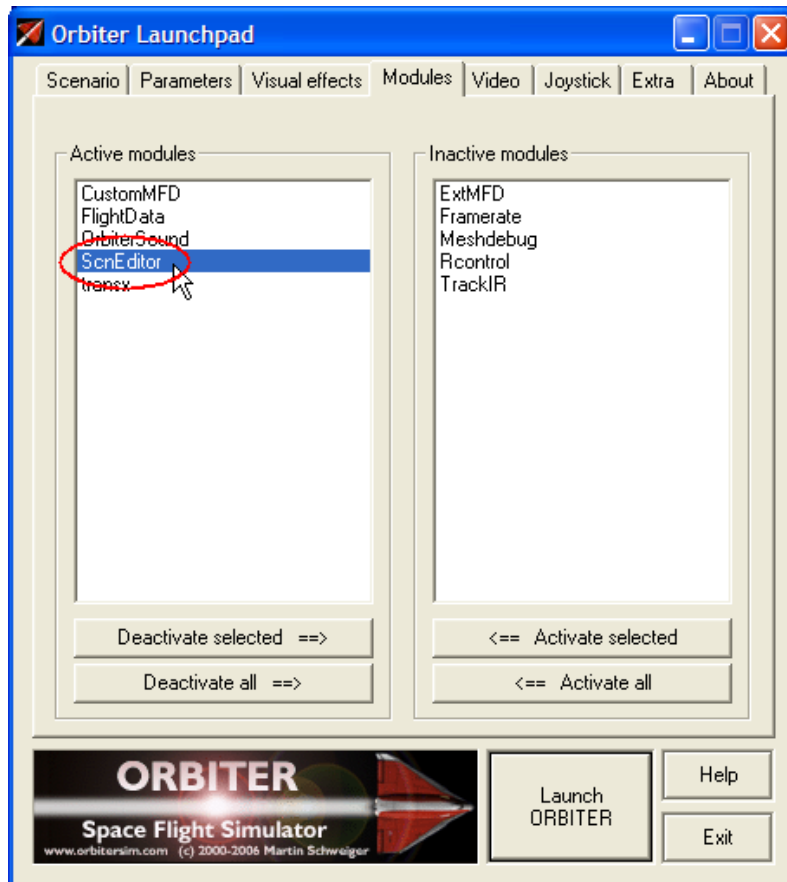 Orbiter Launchpad
Scenario Parameters Visual effects Modules Video Joystick Extra About
Active modules
CustomMFD
FlightData
OrbiterSound
ScnEditor
transx
Deactivate selected ==>
Deactivate all ==>
Inactive modules
ExtMFD
Framerate
Meshdebug
Rcontrol
TrackIR
<== Activate selected
<== Activate all
ORBITER
Space Flight Simulator
www.orbitersim.com (c) 2000-2006 Martin Schweiger
Launch
ORBITER
Help
Exit